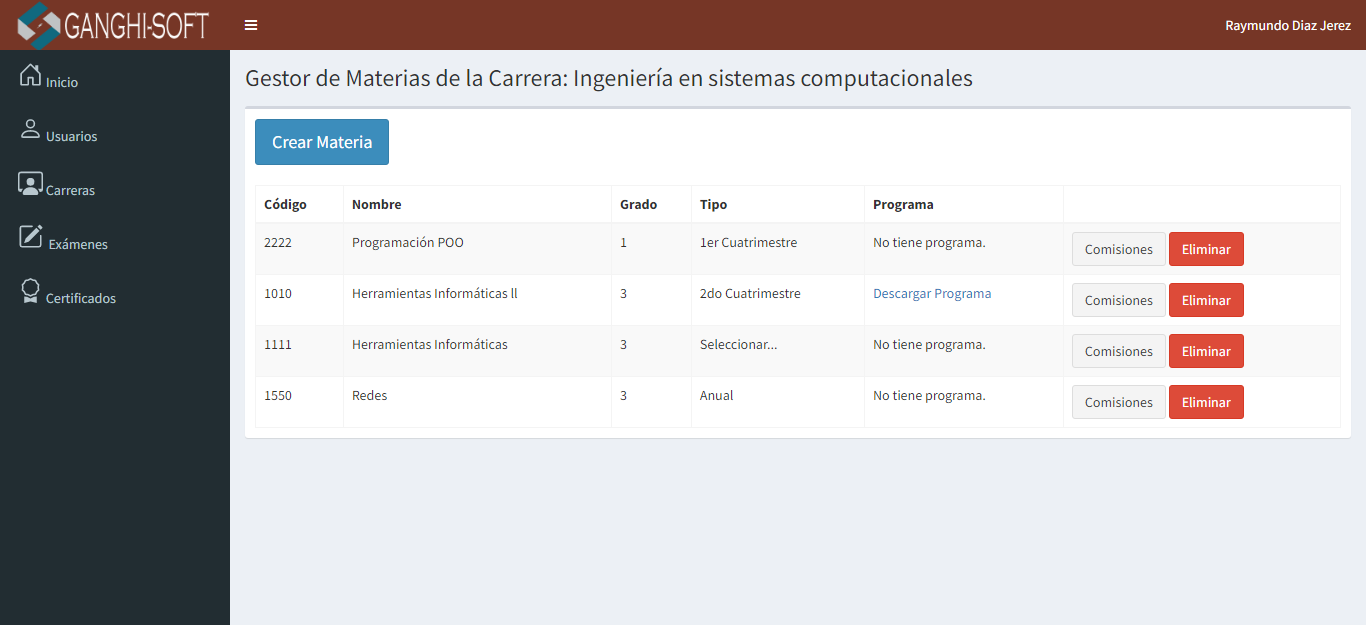 GANGHI-SOFT
Raymundo Diaz Jerez
Inicio
Usuarios
Carreras
Exámenes
Certificados
Gestor de Materias de la Carrera: Ingeniería en sistemas computacionales
Crear Materia
Código Nombre Grado Tipo Programa
2222 Programación POO 1 1er Cuatrimestre No tiene programa. Comisiones Eliminar
1010 Herramientas Informáticas ll 3 2do Cuatrimestre Descargar Programa Comisiones Eliminar
1111 Herramientas Informáticas 3 Seleccionar... No tiene programa. Comisiones Eliminar
1550 Redes 3 Anual No tiene programa. Comisiones Eliminar